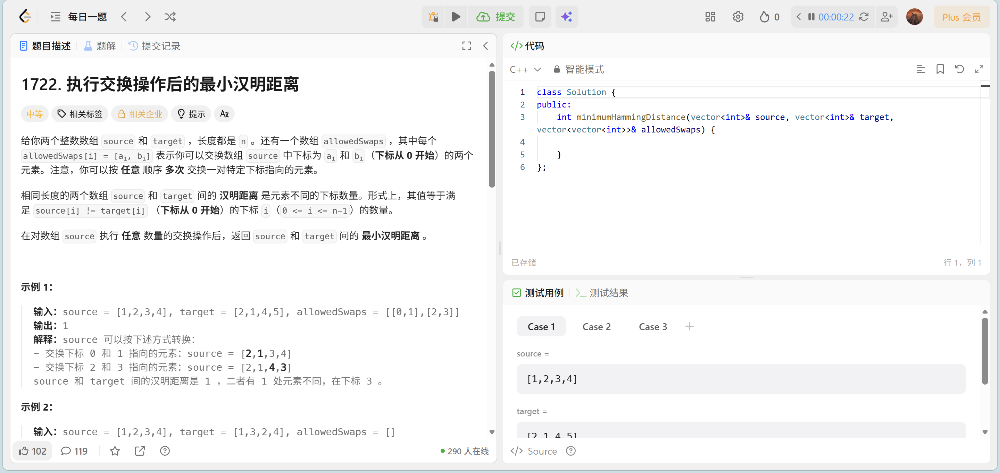 每日一题
提交
0
00:00:22
Plus 会员
题目描述
题解
提交记录
1722. 执行交换操作后的最小汉明距离
中等
相关标签
相关企业
提示
给你两个整数数组 source 和 target ，长度都是 n 。还有一个数组 allowedSwaps ，其中每个
allowedSwaps[i] = [ai, bi] 表示你可以交换数组 source 中下标为 ai 和 bi（下标从 0 开始）的两个
元素。注意，你可以按 任意 顺序 多次 交换一对特定下标指向的元素。
相同长度的两个数组 source 和 target 间的 汉明距离 是元素不同的下标数量。形式上，其值等于满
足 source[i] != target[i] （下标从 0 开始）的下标 i（0 <= i <= n-1）的数量。
在对数组 source 执行 任意 数量的交换操作后，返回 source 和 target 间的 最小汉明距离 。
示例 1：
输入：source = [1,2,3,4], target = [2,1,4,5], allowedSwaps = [[0,1],[2,3]]
输出：1
解释：source 可以按下述方式转换：
- 交换下标 0 和 1 指向的元素：source = [2,1,3,4]
- 交换下标 2 和 3 指向的元素：source = [2,1,4,3]
source 和 target 间的汉明距离是 1 ，二者有 1 处元素不同，在下标 3 。
示例 2：
输入：source = [1,2,3,4], target = [1,3,2,4], allowedSwaps = []
102
119
290 人在线
</> 代码
C++
智能模式
1 class Solution {
2 public:
3     int minimumHammingDistance(vector<int>& source, vector<int>& target,
vector<vector<int>>& allowedSwaps) {
4
5     }
6 };
已存储
行 1，列 1
测试用例
测试结果
Case 1
Case 2
Case 3
source =
[1,2,3,4]
target =
[2,1,4,5]
</> Source